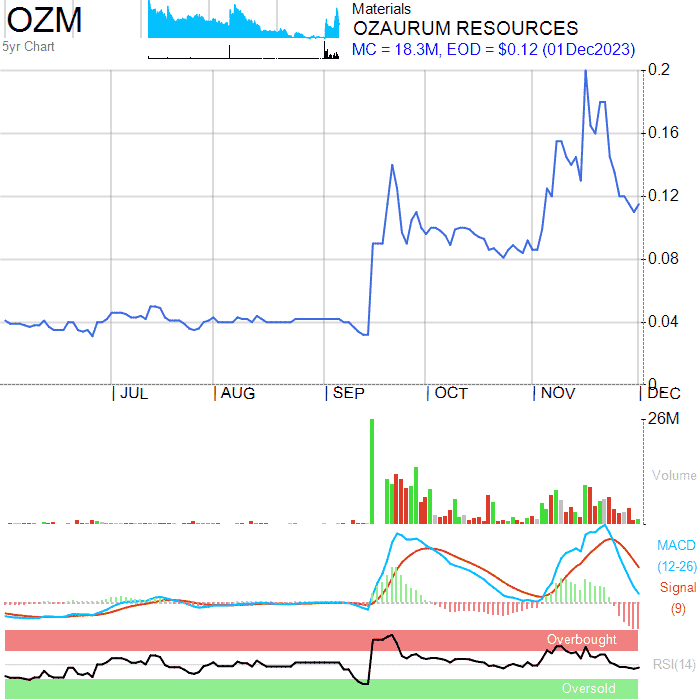 OZM
5yr Chart
Materials
OZAURUM RESOURCES
MC = 18.3M, EOD = $0.12 (01Dec2023)
0.2
0.16
0.12
0.08
0.04
0
JUL AUG SEP OCT NOV DEC
26M
Volume
MACD
(12-26)
Signal
(9)
Overbought
RSI(14)
Oversold